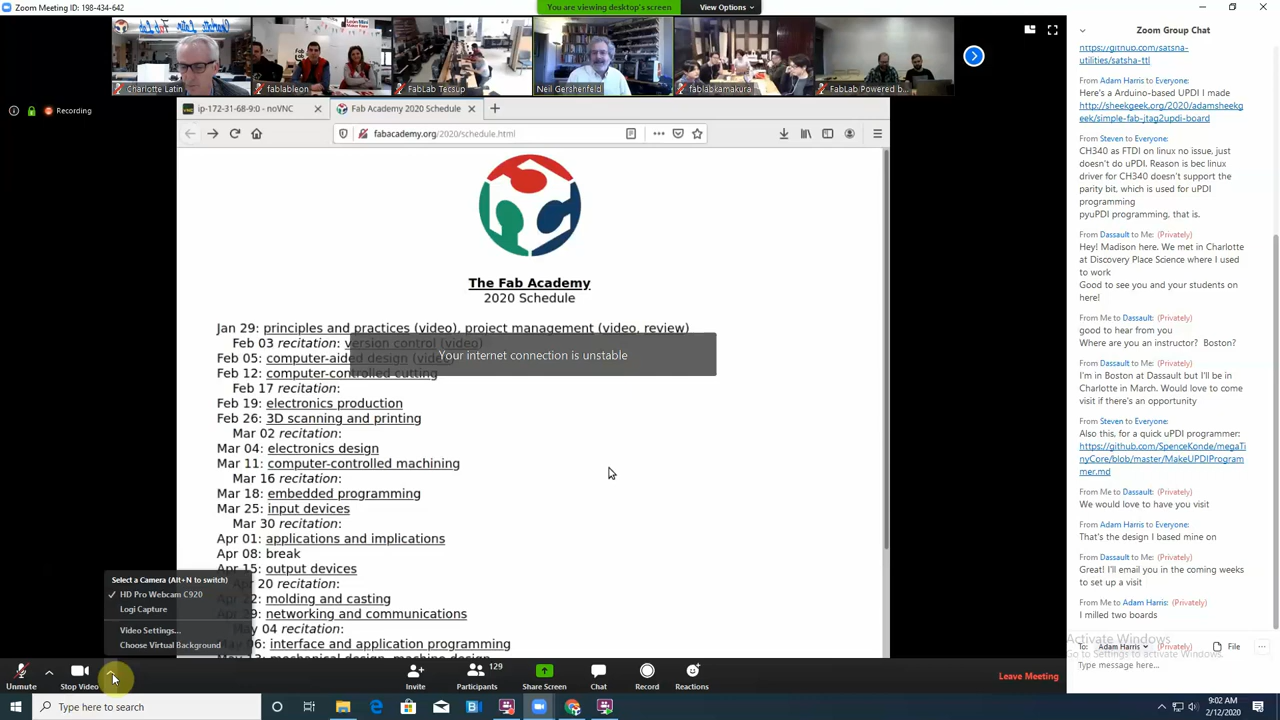 Zoom Meeting ID: 198-434-642
You are viewing desktop's screen
View Options
Charlotte Latin
fablableon
FabLab Tecsup
Neil Gershenfeld
fablabkamakura
FabLab Powered b...
Recording
ip-172-31-68-9:0 - noVNC
Fab Academy 2020 Schedule
fabacademy.org/2020/schedule.html
The Fab Academy
2020 Schedule
Jan 29: principles and practices (video), project management (video, review)
Feb 03 recitation: version control (video)
Your internet connection is unstable
Feb 05: computer-aided design
Feb 12: computer-controlled cutting
Feb 17 recitation:
Feb 19: electronics production
Feb 26: 3D scanning and printing
Mar 02 recitation:
Mar 04: electronics design
Mar 11: computer-controlled machining
Mar 16 recitation:
Mar 18: embedded programming
Mar 25: input devices
Mar 30 recitation:
Apr 01: applications and implications
Apr 08: break
Apr 15: output devices
Apr 20 recitation:
Apr 22: molding and casting
Apr 29: networking and communications
May 04 recitation:
May 06: interface and application programming
Select a Camera (Alt+N to switch)
HD Pro Webcam C920
Logi Capture
Video Settings...
Choose Virtual Background
Unmute
Stop Video
Invite
129
Participants
Share Screen
Chat
Record
Reactions
Leave Meeting
Zoom Group Chat
https://github.com/satsha-
utilities/satsha-ttl
From Adam Harris to Everyone:
Here's a Arduino-based UPDI I made
http://sheekgeek.org/2020/adamsheekg
eek/simple-fab-jtag2updi-board
From Steven to Everyone:
CH340 as FTDI on linux no issue, just
doesn't do uPDI. Reason is bec linux
driver for CH340 doesn't support the
parity bit, which is used for uPDI
programming
pyuPDI programming, that is.
From Dassault to Me: (Privately)
Hey! Madison here. We met in Charlotte
at Discovery Place Science where I used
to work
Good to see you and your students on
here!
From Me to Dassault: (Privately)
good to hear from you
Where are you an instructor? Boston?
From Dassault to Me: (Privately)
I'm in Boston at Dassault but I'll be in
Charlotte in March. Would love to come
visit if there's an opportunity
From Steven to Everyone:
Also this, for a quick uPDI programmer:
https://github.com/SpenceKonde/megaTi
nyCore/blob/master/MakeUPDIProgram
mer.md
From Me to Dassault: (Privately)
We would love to have you visit
From Adam Harris to Everyone:
That's the design I based mine on
From Dassault to Me: (Privately)
Great! I'll email you in the coming weeks
to set up a visit
From Me to Adam Harris: (Privately)
I milled two boards
Activate Windows
Go to Settings to activate Windows.
To: Adam Harris (Privately) File
Type message here...
Type here to search
9:02 AM
2/12/2020